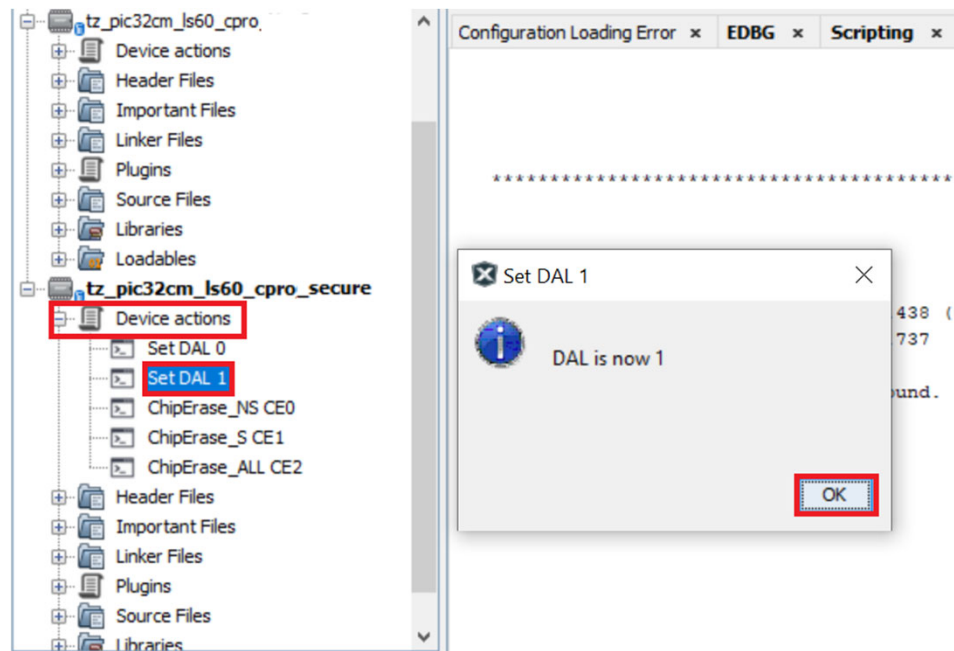 tz_pic32cm_ls60_cpro
Device actions
Header Files
Important Files
Linker Files
Plugins
Source Files
Libraries
Loadables
tz_pic32cm_ls60_cpro_secure
Device actions
Set DAL 0
Set DAL 1
ChipErase_NS CE0
ChipErase_S CE1
ChipErase_ALL CE2
Header Files
Important Files
Linker Files
Plugins
Source Files
Libraries
Configuration Loading Error × EDBG × Scripting ×
****************************************
Set DAL 1
DAL is now 1
OK
438 (
737
und.